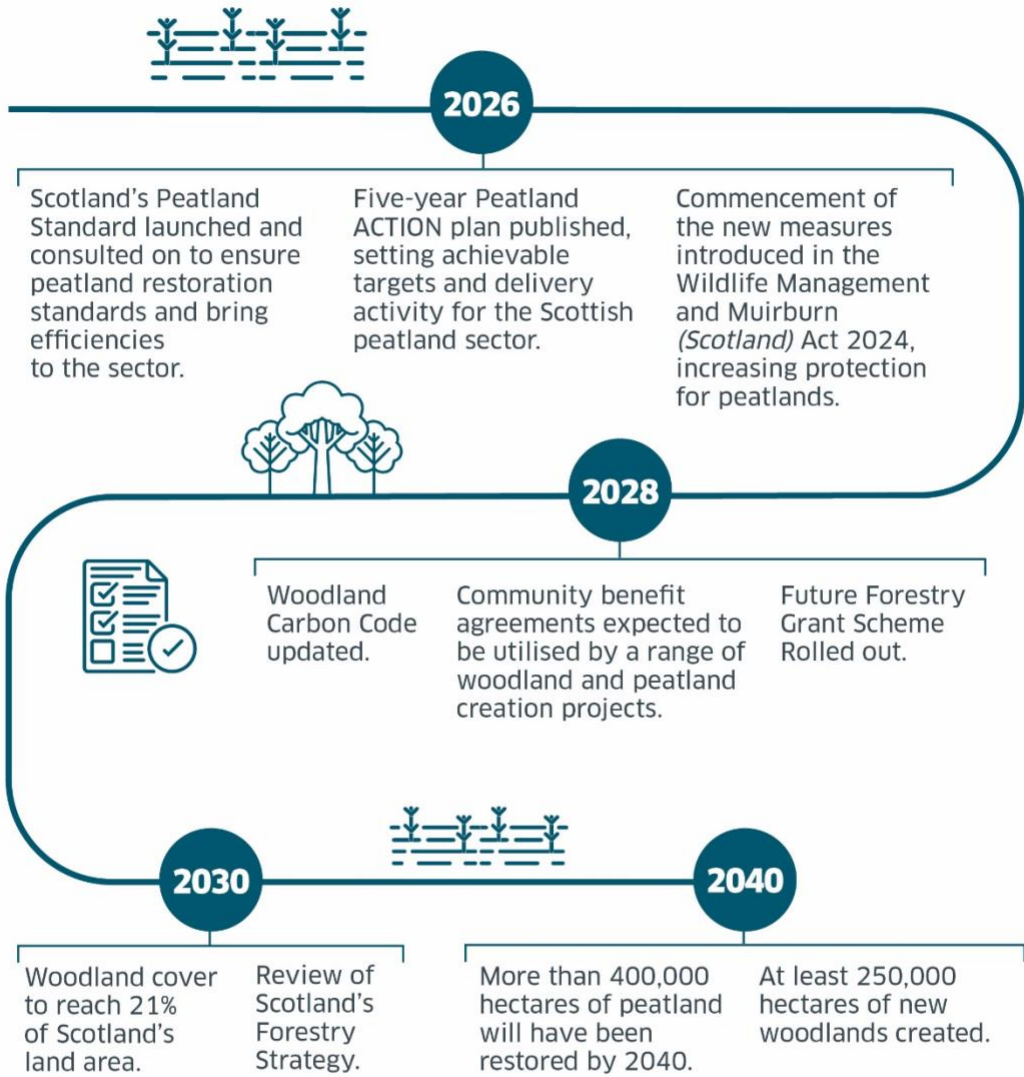 2026
Scotland's Peatland
Standard launched and
consulted on to ensure
peatland restoration
standards and bring
efficiencies
to the sector.
Five-year Peatland
ACTION plan published,
setting achievable
targets and delivery
activity for the Scottish
peatland sector.
Commencement of
the new measures
introduced in the
Wildlife Management
and Muirburn
(Scotland) Act 2024,
increasing protection
for peatlands.
2028
Woodland
Carbon Code
updated.
Community benefit
agreements expected to
be utilised by a range of
woodland and peatland
creation projects.
Future Forestry
Grant Scheme
Rolled out.
2030
Woodland cover
to reach 21%
of Scotland's
land area.
Review of
Scotland's
Forestry
Strategy.
2040
More than 400,000
hectares of peatland
will have been
restored by 2040.
At least 250,000
hectares of new
woodlands created.